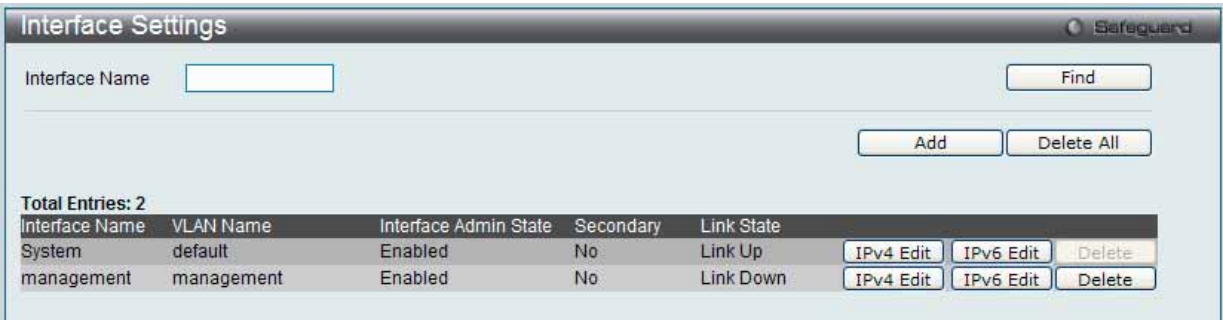 Interface Settings
Safeguard
Interface Name
Find
Add Delete All
Total Entries: 2
Interface Name VLAN Name Interface Admin State Secondary Link State
System default Enabled No Link Up IPv4 Edit IPv6 Edit Delete
management management Enabled No Link Down IPv4 Edit IPv6 Edit Delete